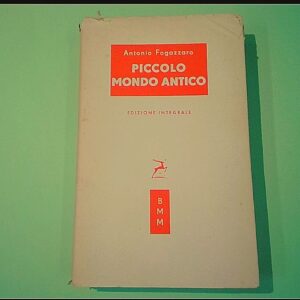 Antonio Fogazzaro
PICCOLO
MONDO ANTICO
EDIZIONE INTEGRALE
B
M
M